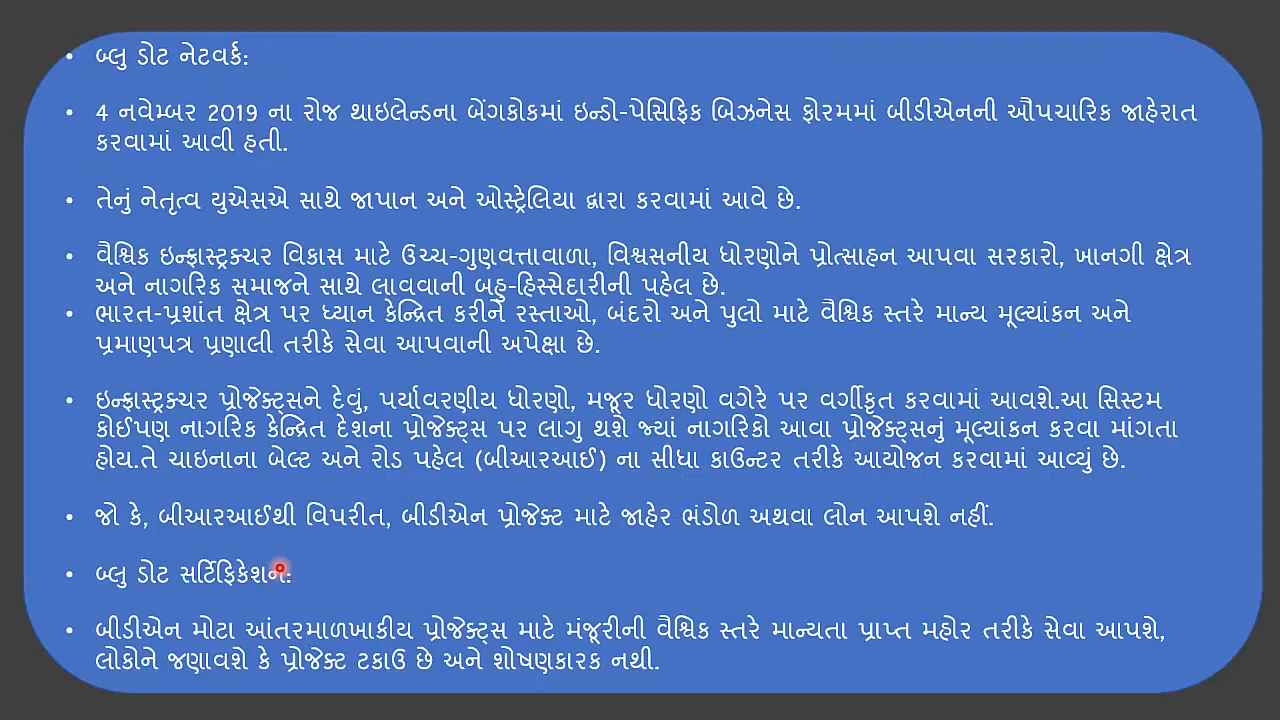 • બ્લુ ડોટ નેટવર્ક:
• 4 નવેમ્બર 2019 ના રોજ થાઇલેન્ડના બેંગકોકમાં ઇન્ડો-પેસિફિક બિઝનેસ ફોરમમાં બીડીએનની ઔપચારિક જાહેરાત
કરવામાં આવી હતી.
• તેનું નેતૃત્વ યુએસએ સાથે જાપાન અને ઓસ્ટ્રેલિયા દ્વારા કરવામાં આવે છે.
• વૈશ્વિક ઇન્ફ્રાસ્ટ્રક્ચર વિકાસ માટે ઉચ્ચ-ગુણવત્તાવાળા, વિશ્વસનીય ધોરણોને પ્રોત્સાહન આપવા સરકારો, ખાનગી ક્ષેત્ર
અને નાગરિક સમાજને સાથે લાવવાની બહુ-હિસ્સેદારીની પહેલ છે.
• ભારત-પ્રશાંત ક્ષેત્ર પર ધ્યાન કેન્દ્રિત કરીને રસ્તાઓ, બંદરો અને પુલો માટે વૈશ્વિક સ્તરે માન્ય મૂલ્યાંકન અને
પ્રમાણપત્ર પ્રણાલી તરીકે સેવા આપવાની અપેક્ષા છે.
• ઇન્ફ્રાસ્ટ્રક્ચર પ્રોજેક્ટ્સને દેવું, પર્યાવરણીય ધોરણો, મજૂર ધોરણો વગેરે પર વર્ગીકૃત કરવામાં આવશે.આ સિસ્ટમ
કોઈપણ નાગરિક કેન્દ્રિત દેશના પ્રોજેક્ટ્સ પર લાગુ થશે જ્યાં નાગરિકો આવા પ્રોજેક્ટ્સનું મૂલ્યાંકન કરવા માંગતા
હોય.તે ચાઇનાના બેલ્ટ અને રોડ પહેલ (બીઆરઆઈ) ના સીધા કાઉન્ટર તરીકે આયોજન કરવામાં આવ્યું છે.
• જો કે, બીઆરઆઈથી વિપરીત, બીડીએન પ્રોજેક્ટ માટે જાહેર ભંડોળ અથવા લોન આપશે નહીં.
• બ્લુ ડોટ સર્ટિફિકેશન:
• બીડીએન મોટા આંતરમાળખાકીય પ્રોજેક્ટ્સ માટે મંજૂરીની વૈશ્વિક સ્તરે માન્યતા પ્રાપ્ત મહોર તરીકે સેવા આપશે,
લોકોને જણાવશે કે પ્રોજેક્ટ ટકાઉ છે અને શોષણકારક નથી.